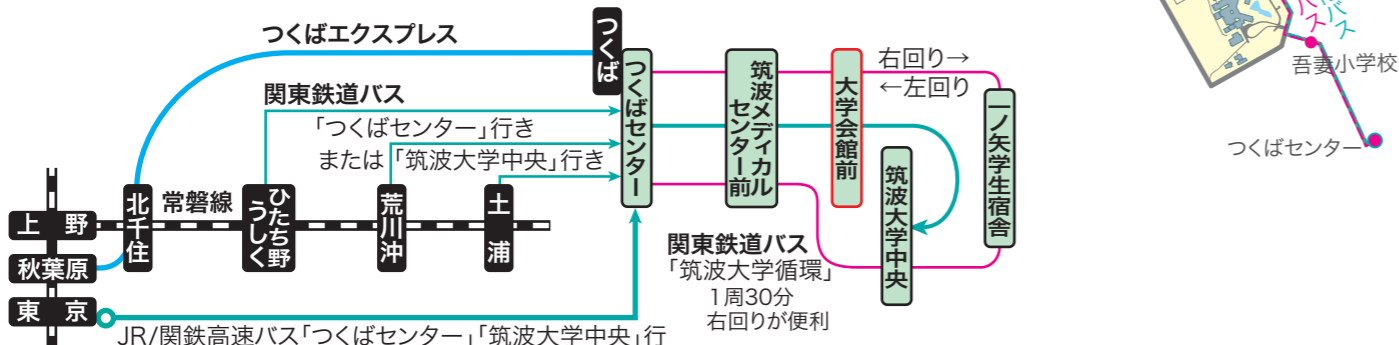 つくばエクスプレス
つくば
関東鉄道バス
「つくばセンター」行き
または「筑波大学中央」行き
つくばセンター
筑波メディカル
センター前
大学会館前
右回り→
←左回り
一ノ矢学生宿舎
筑波大学中央
上野
秋葉原
東京
北千住
常磐線
ひたち野
うしく
荒川沖
土浦
関東鉄道バス
「筑波大学循環」
1周30分
右回りが便利
JR/関鉄高速バス「つくばセンター」「筑波大学中央」行
バス
バス
吾妻小学校
つくばセンター